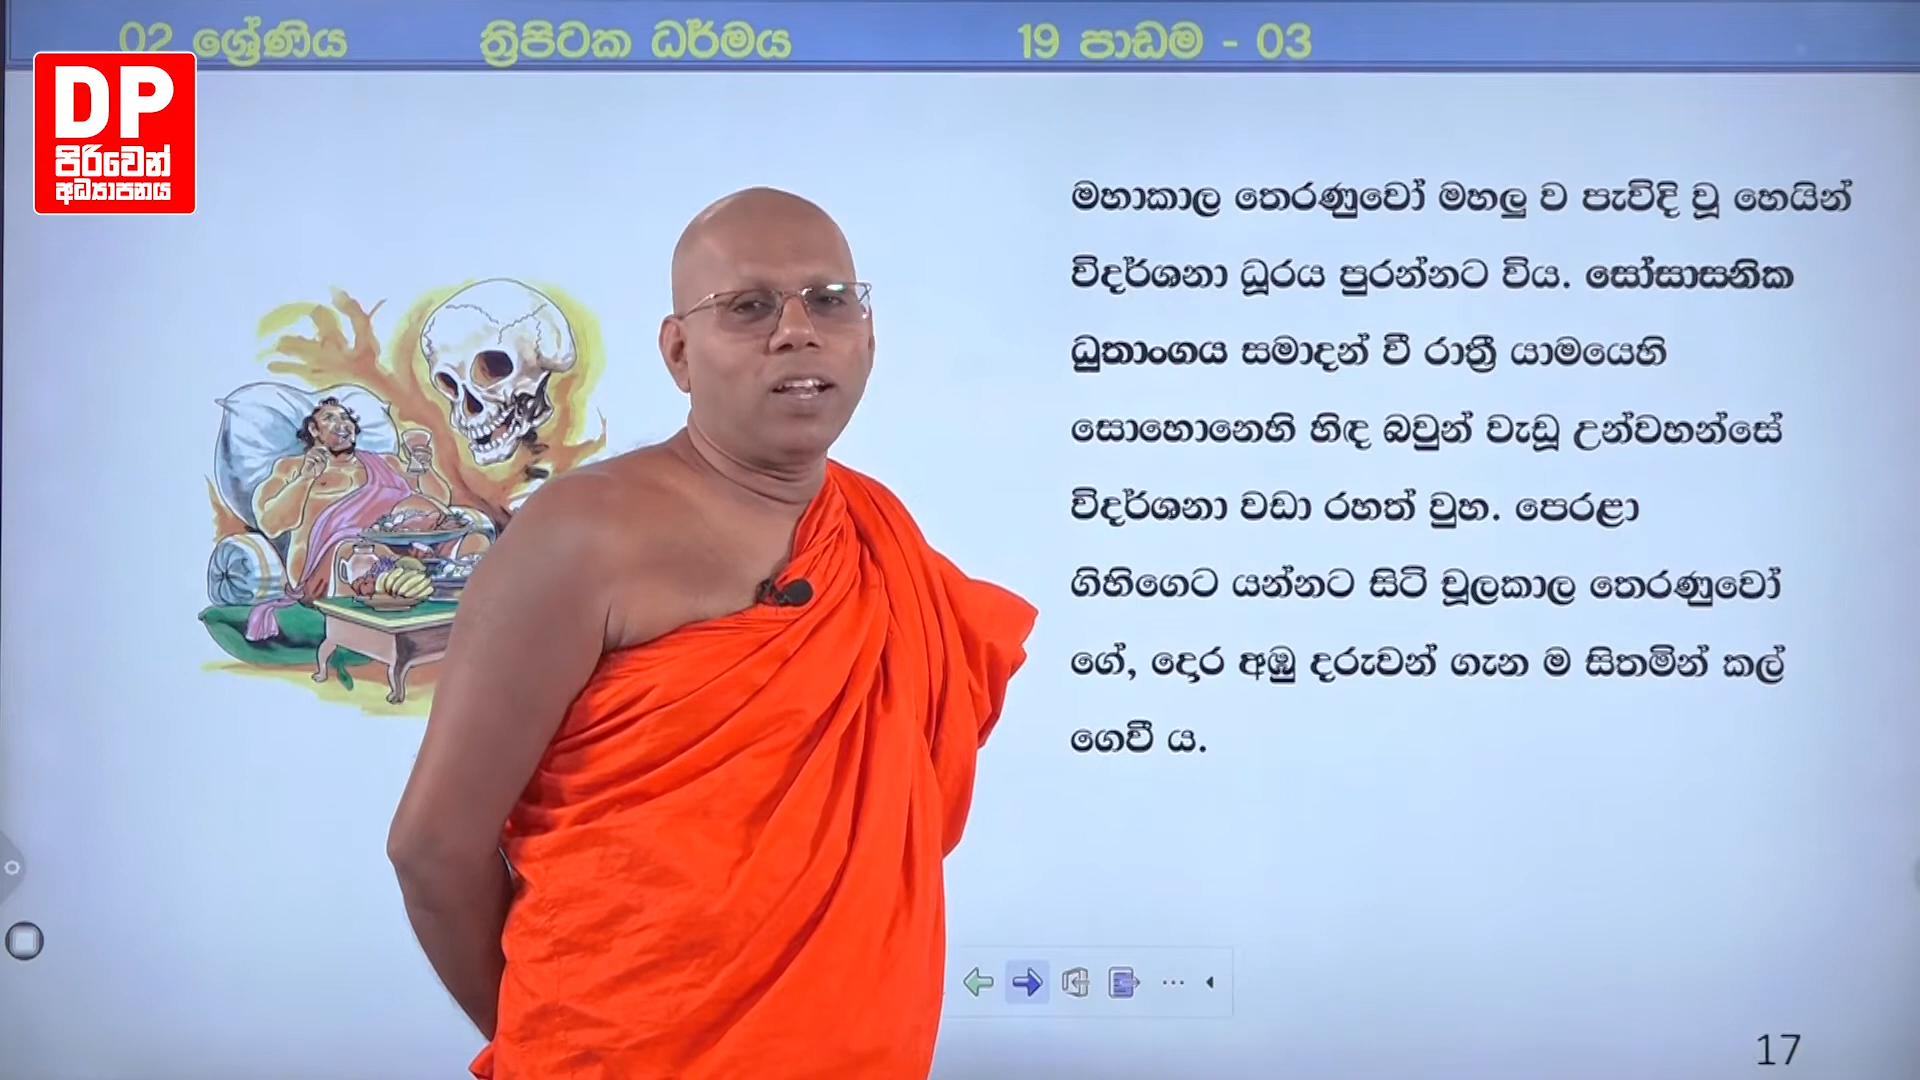 02 ශ්‍රේණිය ත්‍රිපිටක ධර්මය 19 පාඩම - 03
DP
පිරිවෙන්
අධ්‍යාපනය
මහාකාල තෙරණුවෝ මහලු ව පැවිදි වූ හෙයින්
විදර්ශනා ධූරය පුරන්නට විය. සෝසාසනික
ධුතාංගය සමාදන් වී රාත්‍රී යාමයෙහි
සොහොනෙහි හිඳ බවුන් වැඩූ උන්වහන්සේ
විදර්ශනා වඩා රහත් වුහ. පෙරළා
ගිහිගෙට යන්නට සිටි චූලකාල තෙරණුවෝ
ගේ, දොර අඹු දරුවන් ගැන ම සිතමින් කල්
ගෙවී ය.
17